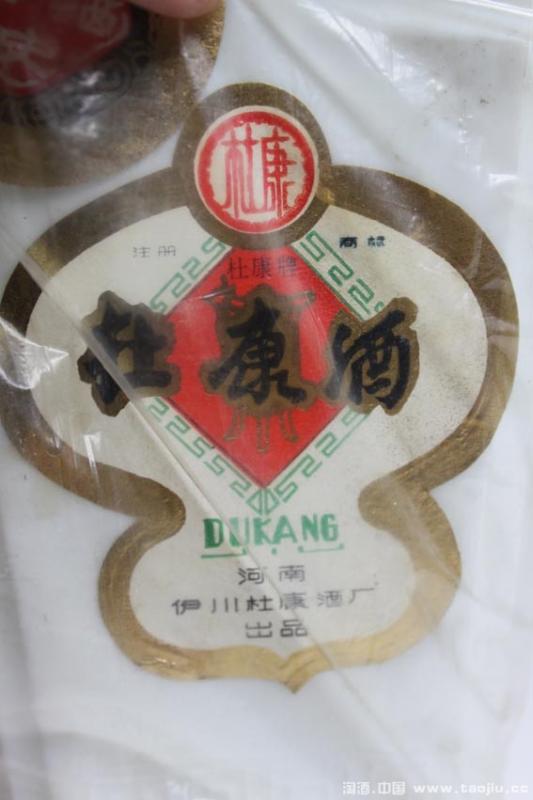 杜康
注册 商标
杜康牌
杜康酒
DUKANG
河南
伊川杜康酒厂
出品
淘酒.中国 www.taojiu.cc